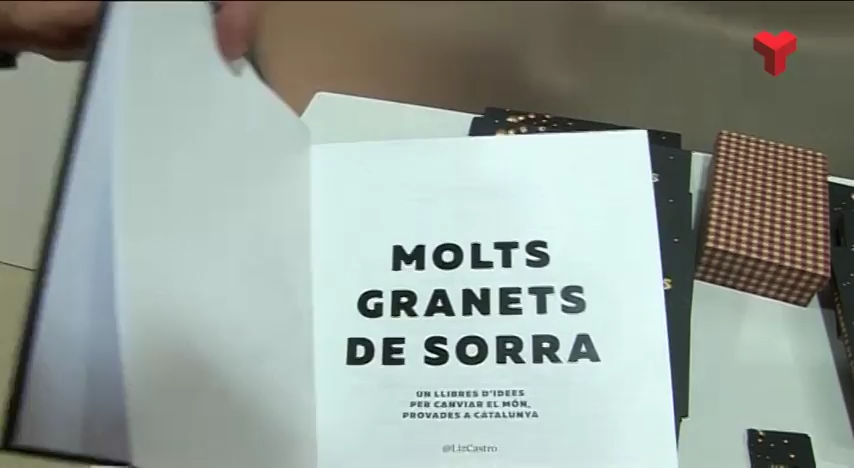 MOLTS
GRANETS
DE SORRA
UN LLIBRES D'IDEES
PER CANVIAR EL MÓN,
PROVADES A CATALUNYA
@LizCastro